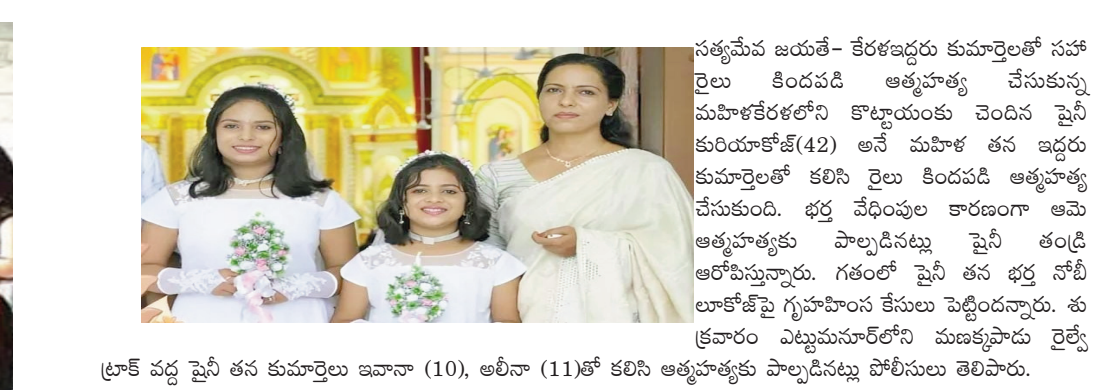 సత్యమేవ జయతే- కేరళఇద్దరు కుమార్తెలతో సహా
రైలు కిందపడి ఆత్మహత్య చేసుకున్న
మహిళకేరళలోని కొట్టాయంకు చెందిన షైనీ
కురియాకోజ్(42) అనే మహిళ తన ఇద్దరు
కుమార్తెలతో కలిసి రైలు కిందపడి ఆత్మహత్య
చేసుకుంది. భర్త వేధింపుల కారణంగా ఆమె
ఆత్మహత్యకు పాల్పడినట్లు షైనీ తండ్రి
ఆరోపిస్తున్నారు. గతంలో షైనీ తన భర్త నోబీ
లూకోజ్‌పై గృహహింస కేసులు పెట్టిందన్నారు. శు
క్రవారం ఎట్టుమనూర్‌లోని మణక్కపాడు రైల్వే
ట్రాక్ వద్ద షైనీ తన కుమార్తెలు ఇవానా (10), అలీనా (11)తో కలిసి ఆత్మహత్యకు పాల్పడినట్లు పోలీసులు తెలిపారు.